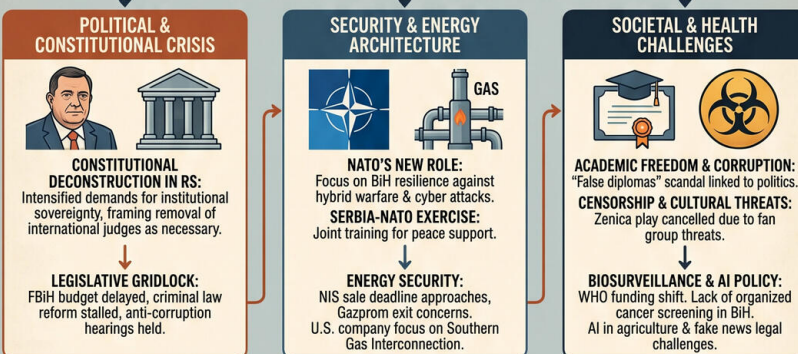 POLITICAL &
CONSTITUTIONAL CRISIS
CONSTITUTIONAL
DECONSTRUCTION IN RS:
Intensified demands for institutional
sovereignty, framing removal of
international judges as necessary.
LEGISLATIVE GRIDLOCK:
FBiH budget delayed, criminal law
reform stalled, anti-corruption
hearings held.
SECURITY & ENERGY
ARCHITECTURE
GAS
NATO'S NEW ROLE:
Focus on BiH resilience against
hybrid warfare & cyber attacks.
SERBIA-NATO EXERCISE:
Joint training for peace support.
ENERGY SECURITY:
NIS sale deadline approaches,
Gazprom exit concerns.
U.S. company focus on Southern
Gas Interconnection.
SOCIETAL & HEALTH
CHALLENGES
ACADEMIC FREEDOM & CORRUPTION:
"False diplomas" scandal linked to politics.
CENSORSHIP & CULTURAL THREATS:
Zenica play cancelled due to fan
group threats.
BIOSURVEILLANCE & AI POLICY:
WHO funding shift. Lack of organized
cancer screening in BiH.
AI in agriculture & fake news legal
challenges.